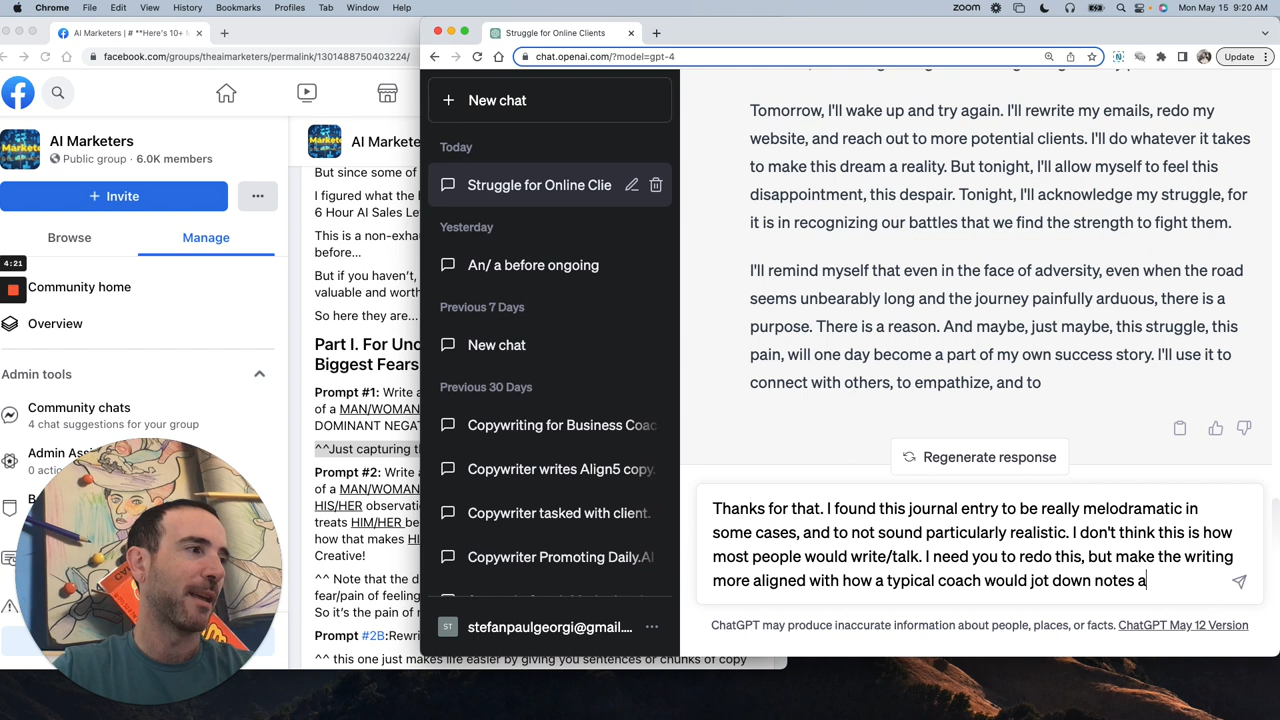 Chrome File Edit View History Bookmarks Profiles Tab Window Help
zoom Mon May 15 9:20 AM
AI Marketers | # **Here's 10+ M
Struggle for Online Clients
facebook.com/groups/theaimarketers/permalink/1301488750403224/
chat.openai.com/?model=gpt-4
Update
AI Marketers
Public group · 6.0K members
+ Invite
Browse Manage
4:21
Community home
Overview
Admin tools
Community chats
4 chat suggestions for your group
0 action
AI Markete
But since some of
I figured what the
6 Hour AI Sales Le
This is a non-exha
before...
But if you haven't,
valuable and worth
So here they are...
Part I. For Und
Biggest Fears
Prompt #1: Write a
of a MAN/WOMAN
DOMINANT NEGA
^^Just capturing th
Prompt #2: Write a
of a MAN/WOMAN
HIS/HER observatio
treats HIM/HER be
how that makes HI
Creative!
^^ Note that the d
fear/pain of feeling
So it's the pain of r
Prompt #2B:Rewri
^^ this one just makes life easier by giving you sentences or chunks of copy
+ New chat
Today
Struggle for Online Clie
Yesterday
An/ a before ongoing
Previous 7 Days
New chat
Previous 30 Days
Copywriting for Business Coac
Copywriter writes Align5 copy.
Copywriter tasked with client.
Copywriter Promoting Daily.AI
ST stefanpaulgeorgi@gmail....
Tomorrow, I'll wake up and try again. I'll rewrite my emails, redo my
website, and reach out to more potential clients. I'll do whatever it takes
to make this dream a reality. But tonight, I'll allow myself to feel this
disappointment, this despair. Tonight, I'll acknowledge my struggle, for
it is in recognizing our battles that we find the strength to fight them.
I'll remind myself that even in the face of adversity, even when the road
seems unbearably long and the journey painfully arduous, there is a
purpose. There is a reason. And maybe, just maybe, this struggle, this
pain, will one day become a part of my own success story. I'll use it to
connect with others, to empathize, and to
Regenerate response
Thanks for that. I found this journal entry to be really melodramatic in
some cases, and to not sound particularly realistic. I don't think this is how
most people would write/talk. I need you to redo this, but make the writing
more aligned with how a typical coach would jot down notes a
ChatGPT may produce inaccurate information about people, places, or facts. ChatGPT May 12 Version